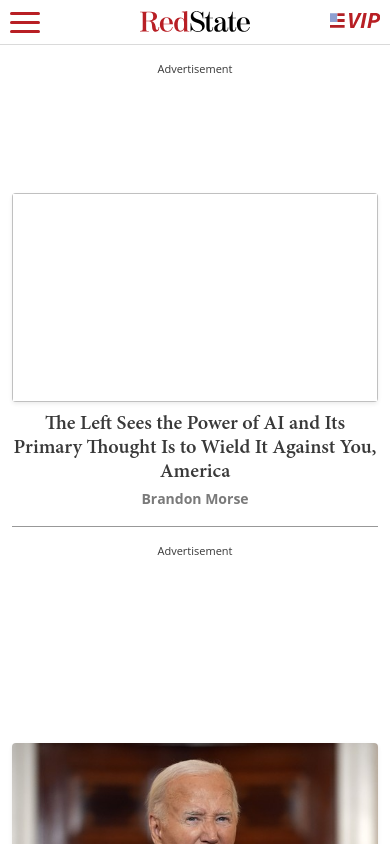 RedState
VIP
Advertisement
The Left Sees the Power of AI and Its
Primary Thought Is to Wield It Against You,
America
Brandon Morse
Advertisement